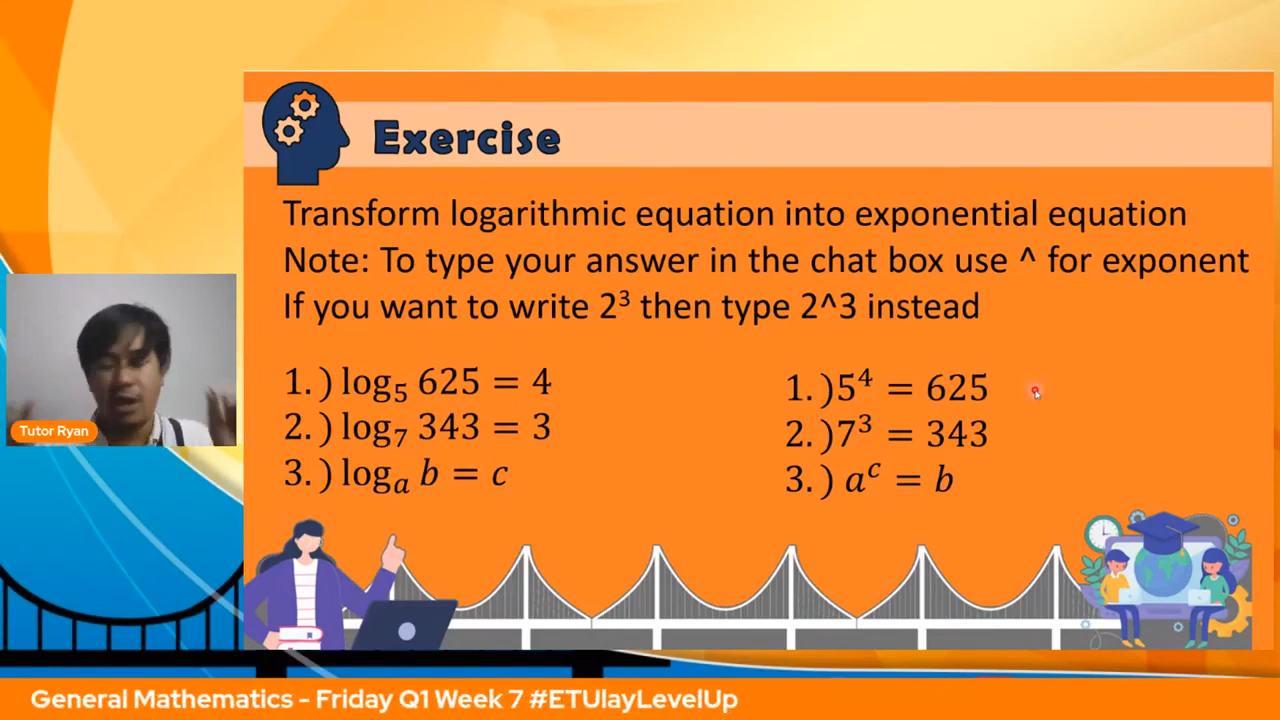 Exercise
Transform logarithmic equation into exponential equation
Note: To type your answer in the chat box use ^ for exponent
If you want to write 2³ then type 2^3 instead
1.) log₅ 625 = 4
2.) log₇ 343 = 3
3.) logₐ b = c
1.)5⁴ = 625
2.)7³ = 343
3.) aᶜ = b
Tutor Ryan
General Mathematics - Friday Q1 Week 7 #ETUlayLevelUp